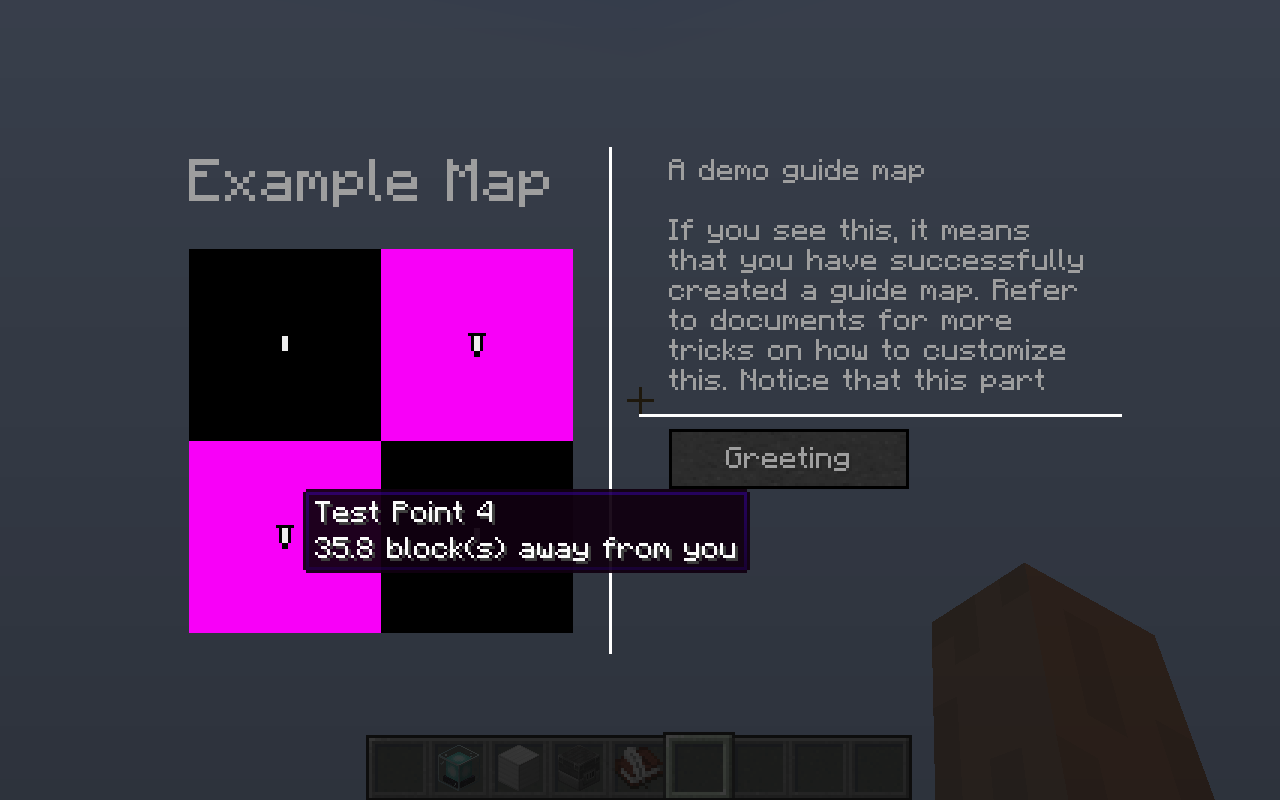 Example Map
A demo guide map
If you see this, it means
that you have successfully
created a guide map. Refer
to documents for more
tricks on how to customize
this. Notice that this part
Greeting
Test Point 4
35.8 block(s) away from you